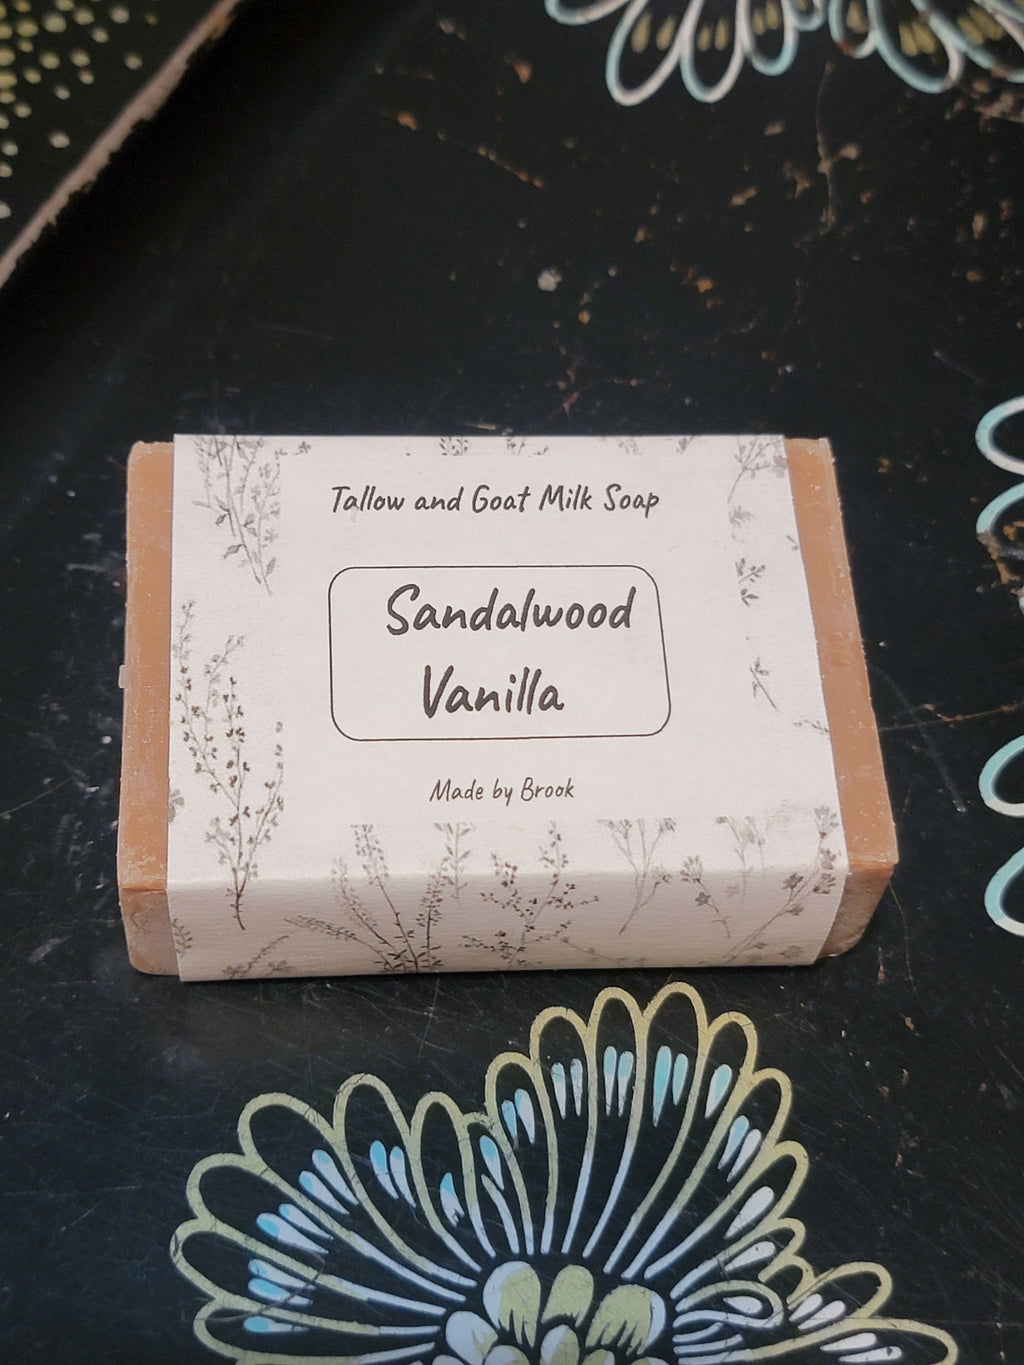 Tallow and Goat Milk Soap
Sandalwood
Vanilla
Made by Brook